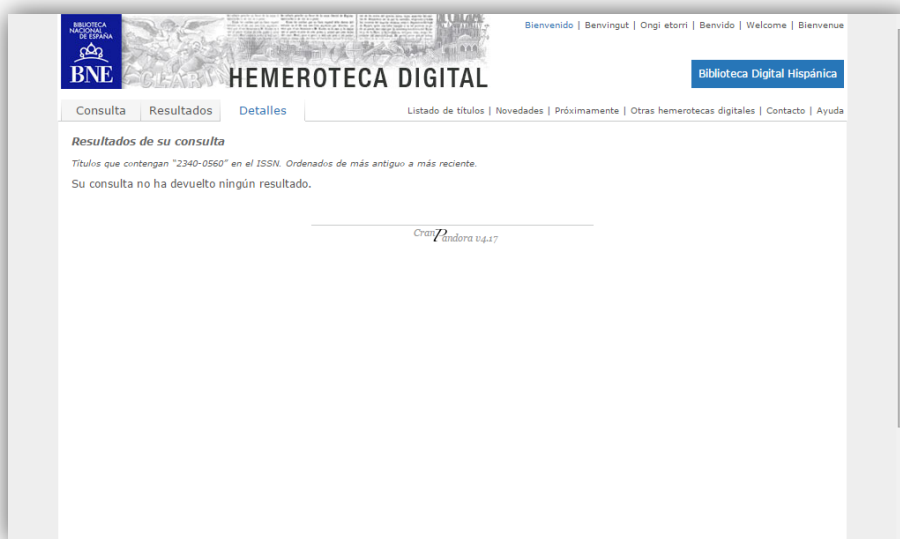 BIBLIOTECA
NACIONAL
DE ESPAÑA
BNE
HEMEROTECA DIGITAL
Bienvenido | Benvingut | Ongi etorri | Benvido | Welcome | Bienvenue
Biblioteca Digital Hispánica
Consulta Resultados Detalles
Listado de títulos | Novedades | Próximamente | Otras hemerotecas digitales | Contacto | Ayuda
Resultados de su consulta
Títulos que contengan "2340-0560" en el ISSN. Ordenados de más antiguo a más reciente.
Su consulta no ha devuelto ningún resultado.
CranPandora v4.17